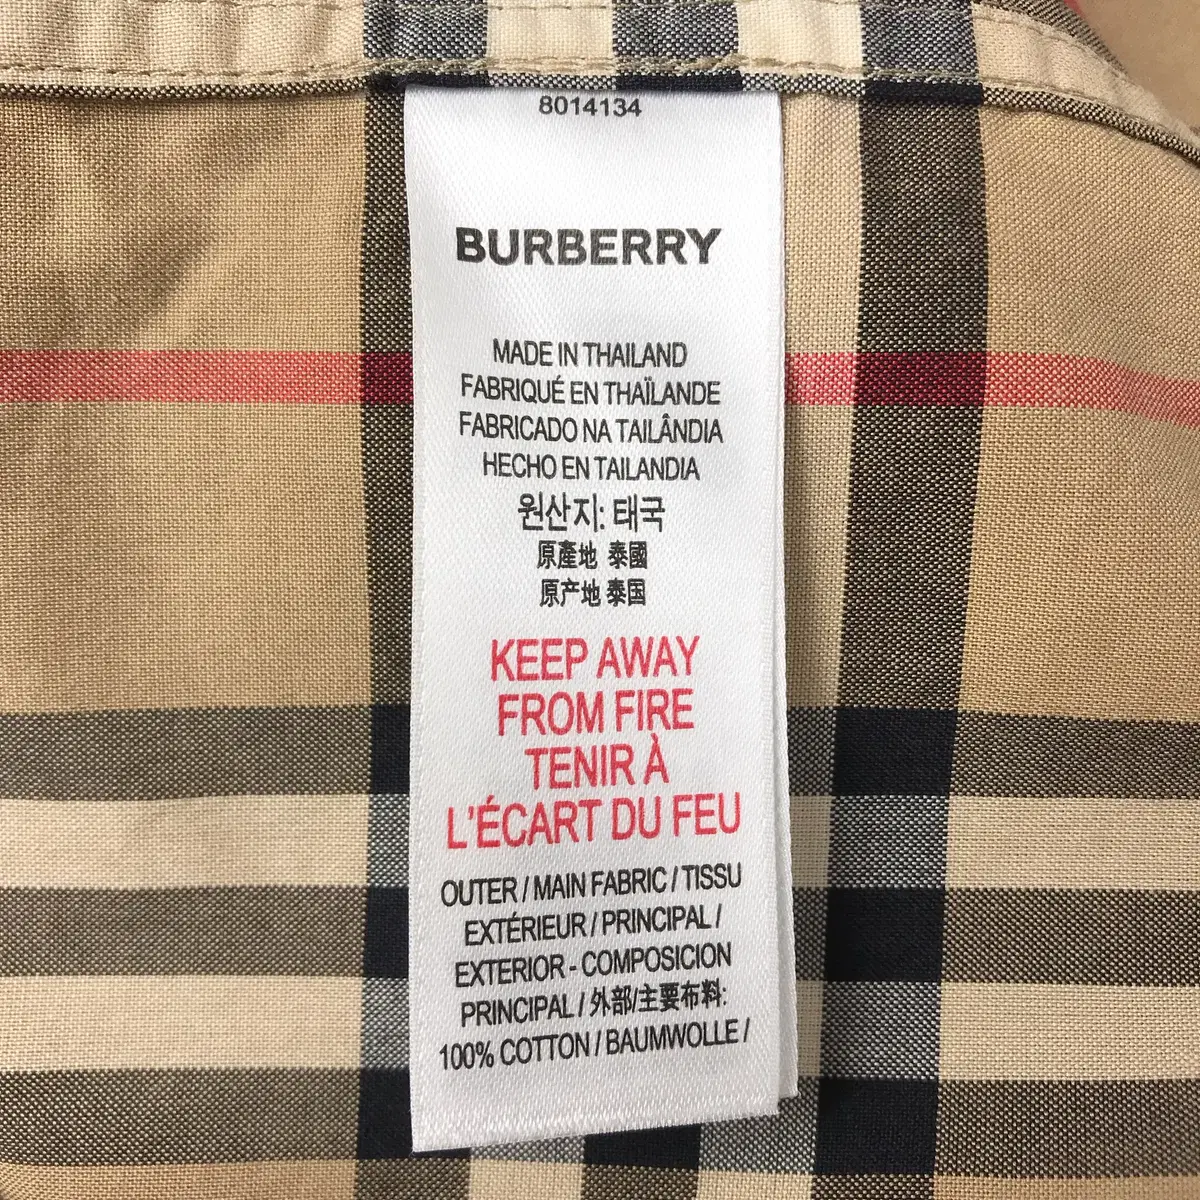 8014134
BURBERRY
MADE IN THAILAND
FABRIQUÉ EN THAÏLANDE
FABRICADO NA TAILÂNDIA
HECHO EN TAILANDIA
원산지: 태국
原產地 泰國
原产地 泰国
KEEP AWAY
FROM FIRE
TENIR À
L'ÉCART DU FEU
OUTER / MAIN FABRIC / TISSU
EXTÉRIEUR / PRINCIPAL /
EXTERIOR - COMPOSICION
PRINCIPAL / 外部/主要布料:
100% COTTON / BAUMWOLLE /